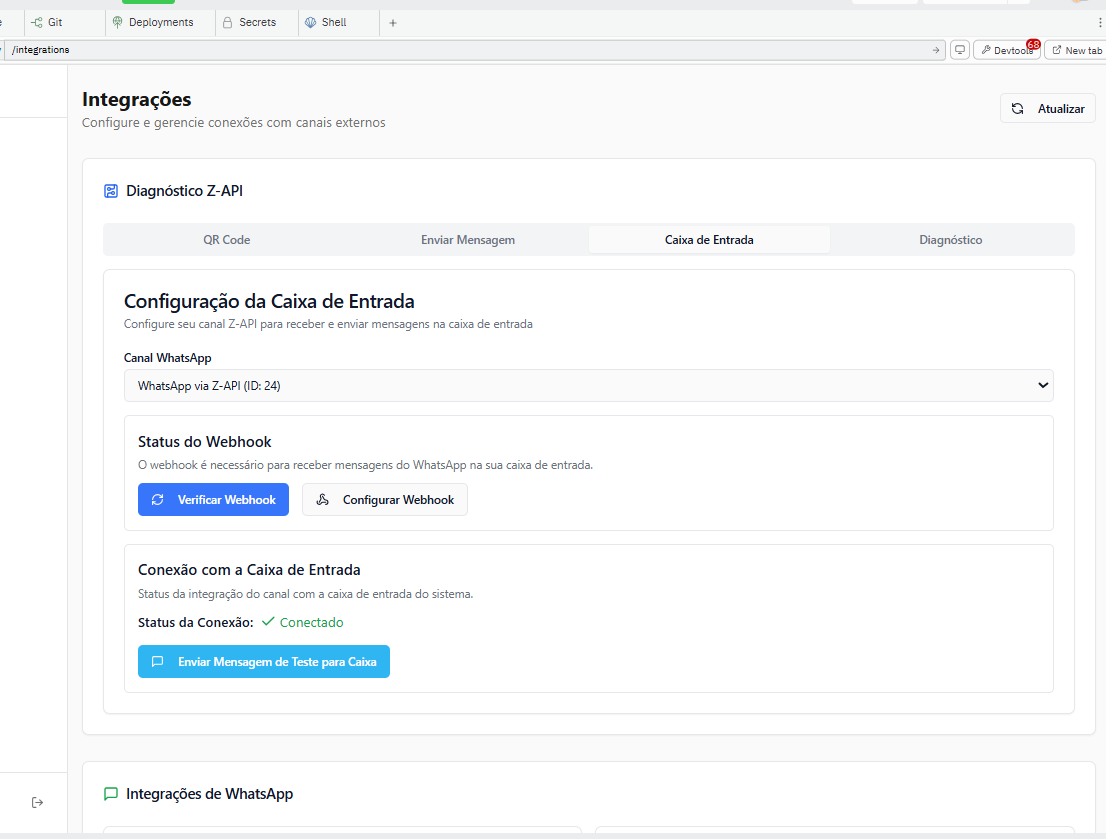 Git
Deployments
Secrets
Shell
/integrations
68
Devtools
New tab
Integrações
Configure e gerencie conexões com canais externos
Atualizar
Diagnóstico Z-API
QR Code
Enviar Mensagem
Caixa de Entrada
Diagnóstico
Configuração da Caixa de Entrada
Configure seu canal Z-API para receber e enviar mensagens na caixa de entrada
Canal WhatsApp
WhatsApp via Z-API (ID: 24)
Status do Webhook
O webhook é necessário para receber mensagens do WhatsApp na sua caixa de entrada.
Verificar Webhook
Configurar Webhook
Conexão com a Caixa de Entrada
Status da integração do canal com a caixa de entrada do sistema.
Status da Conexão: Conectado
Enviar Mensagem de Teste para Caixa
Integrações de WhatsApp